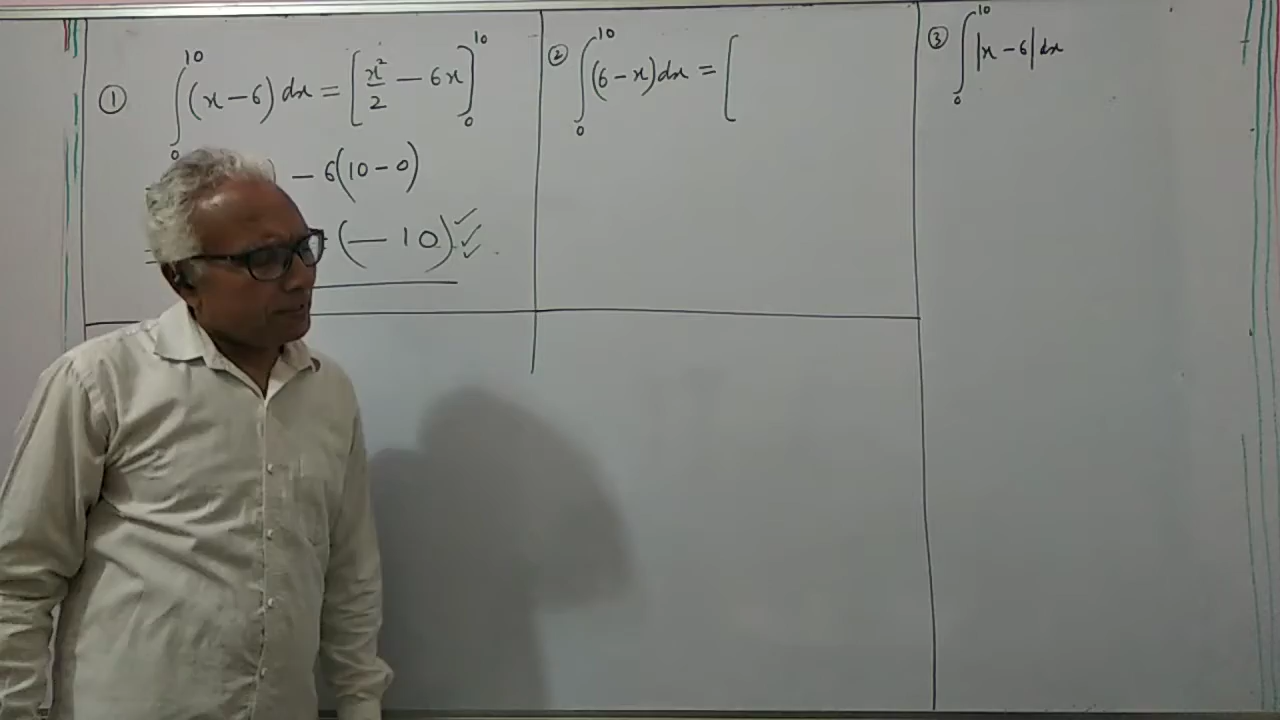 ① ∫₀¹⁰ (x − 6) dx = [x²/2 − 6x]₀¹⁰
) − 6(10 − 0)
(− 10) ✓✓✓
② ∫₀¹⁰ (6 − x) dx = [
③ ∫₀¹⁰ |x − 6| dx